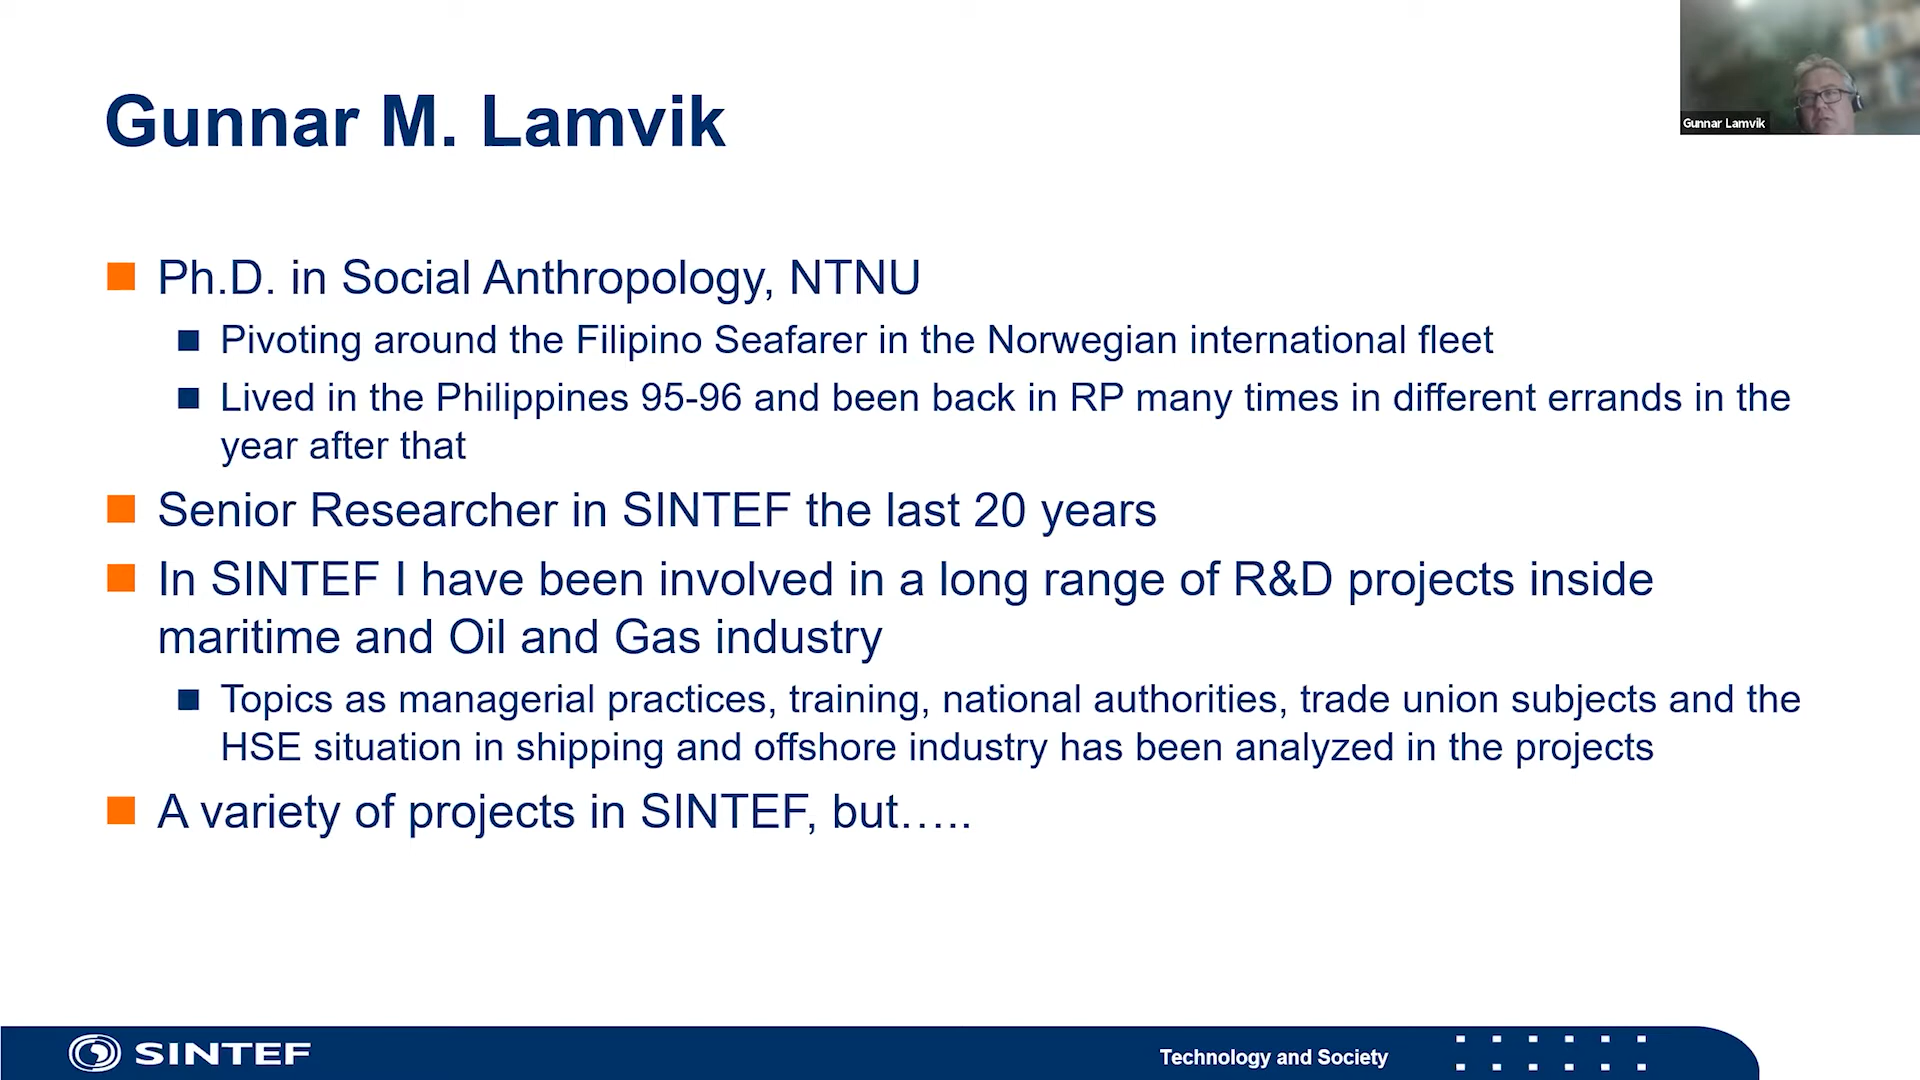 Gunnar M. Lamvik
Gunnar Lamvik
Ph.D. in Social Anthropology, NTNU
Pivoting around the Filipino Seafarer in the Norwegian international fleet
Lived in the Philippines 95-96 and been back in RP many times in different errands in the
year after that
Senior Researcher in SINTEF the last 20 years
In SINTEF I have been involved in a long range of R&D projects inside
maritime and Oil and Gas industry
Topics as managerial practices, training, national authorities, trade union subjects and the
HSE situation in shipping and offshore industry has been analyzed in the projects
A variety of projects in SINTEF, but…..
SINTEF
Technology and Society